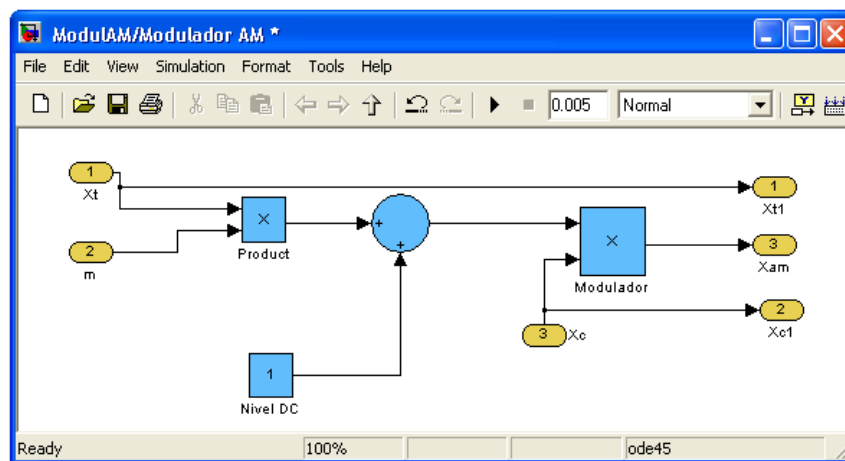 ModulAM/Modulador AM *
File Edit View Simulation Format Tools Help
0.005 Normal
1
Xt
1
Xt1
2
m
×
Product
+
+
×
Modulador
3
Xam
3
Xc
2
Xc1
1
Nivel DC
Ready 100% ode45